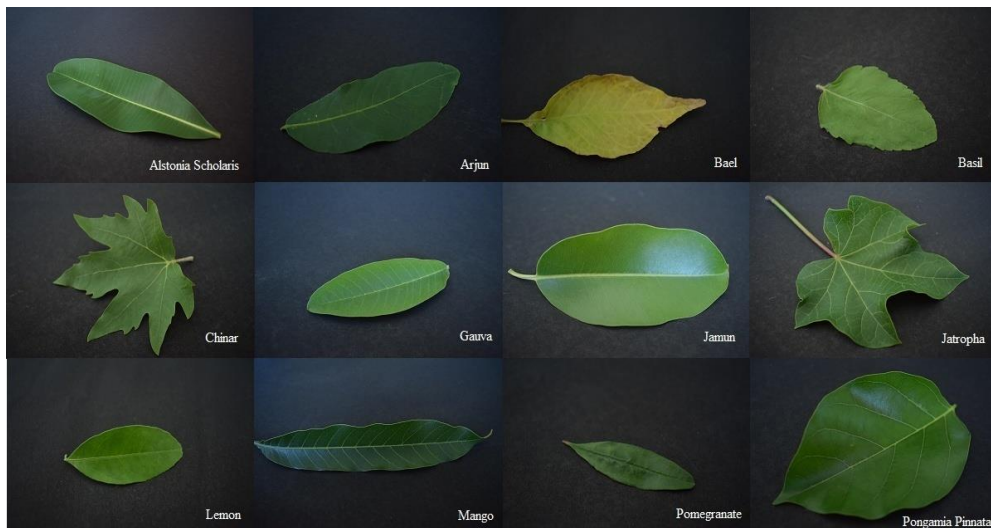 Alstonia Scholaris
Arjun
Bael
Basil
Chinar
Gauva
Jamun
Jatropha
Lemon
Mango
Pomegranate
Pongamia Pinnata